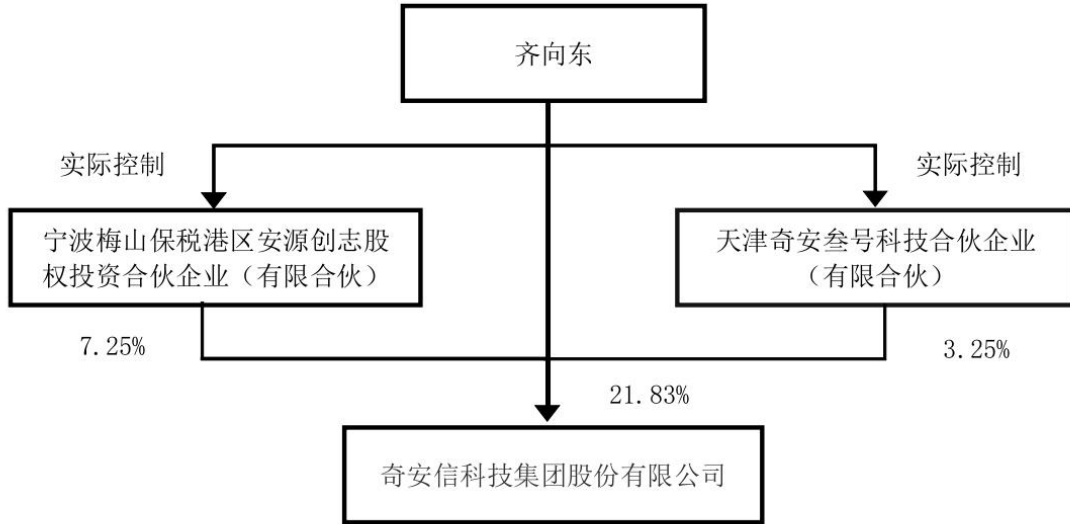 齐向东
实际控制
实际控制
宁波梅山保税港区安源创志股
权投资合伙企业（有限合伙）
天津奇安叁号科技合伙企业
（有限合伙）
7.25%
3.25%
21.83%
奇安信科技集团股份有限公司